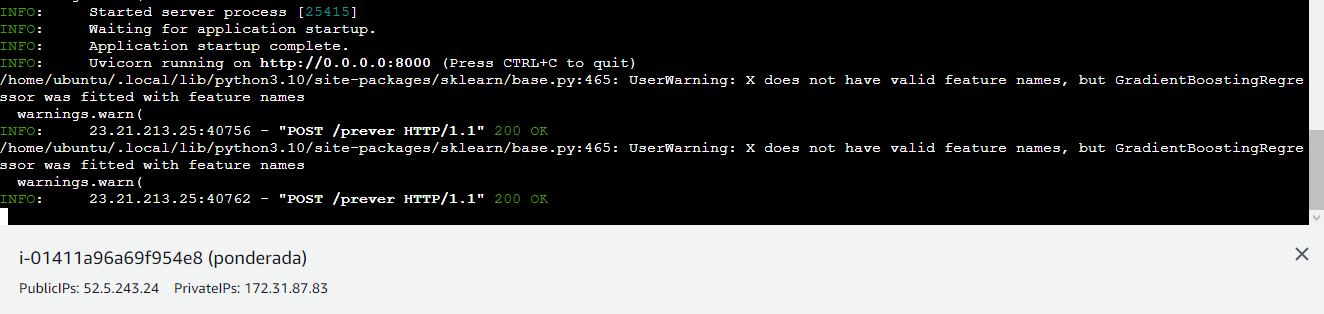 INFO: Started server process [25415]
INFO: Waiting for application startup.
INFO: Application startup complete.
INFO: Uvicorn running on http://0.0.0.0:8000 (Press CTRL+C to quit)
/home/ubuntu/.local/lib/python3.10/site-packages/sklearn/base.py:465: UserWarning: X does not have valid feature names, but GradientBoostingRegre
ssor was fitted with feature names
  warnings.warn(
INFO: 23.21.213.25:40756 - "POST /prever HTTP/1.1" 200 OK
/home/ubuntu/.local/lib/python3.10/site-packages/sklearn/base.py:465: UserWarning: X does not have valid feature names, but GradientBoostingRegre
ssor was fitted with feature names
  warnings.warn(
INFO: 23.21.213.25:40762 - "POST /prever HTTP/1.1" 200 OK
i-01411a96a69f954e8 (ponderada)
PublicIPs: 52.5.243.24 PrivateIPs: 172.31.87.83